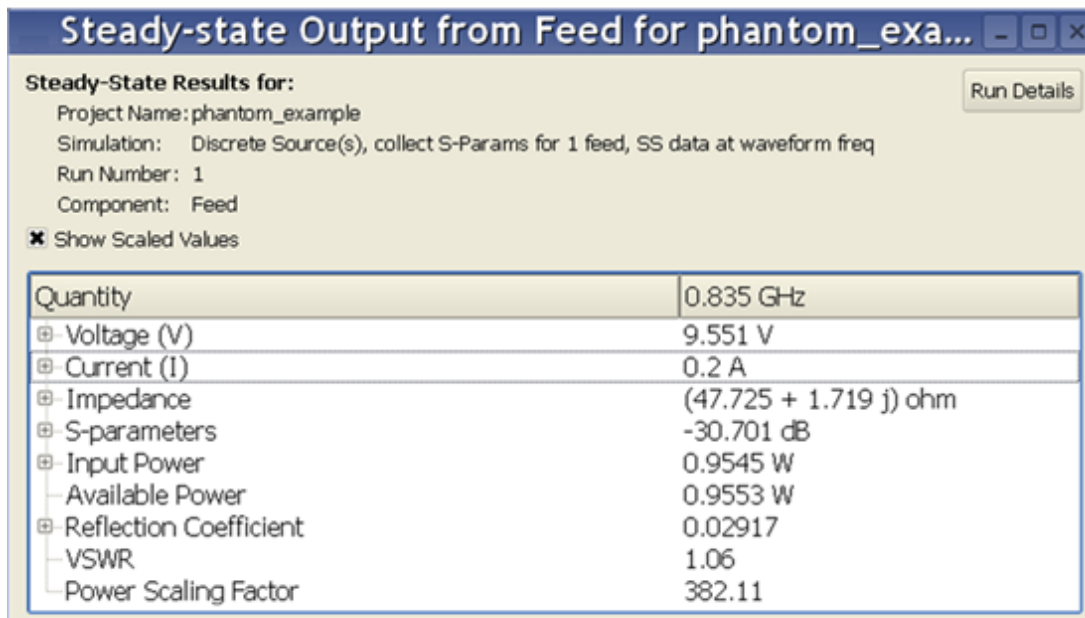 Steady-state Output from Feed for phantom_exa...
Steady-State Results for:
Run Details
Project Name: phantom_example
Simulation: Discrete Source(s), collect S-Params for 1 feed, SS data at waveform freq
Run Number: 1
Component: Feed
Show Scaled Values
Quantity 0.835 GHz
Voltage (V) 9.551 V
Current (I) 0.2 A
Impedance (47.725 + 1.719 j) ohm
S-parameters -30.701 dB
Input Power 0.9545 W
Available Power 0.9553 W
Reflection Coefficient 0.02917
VSWR 1.06
Power Scaling Factor 382.11